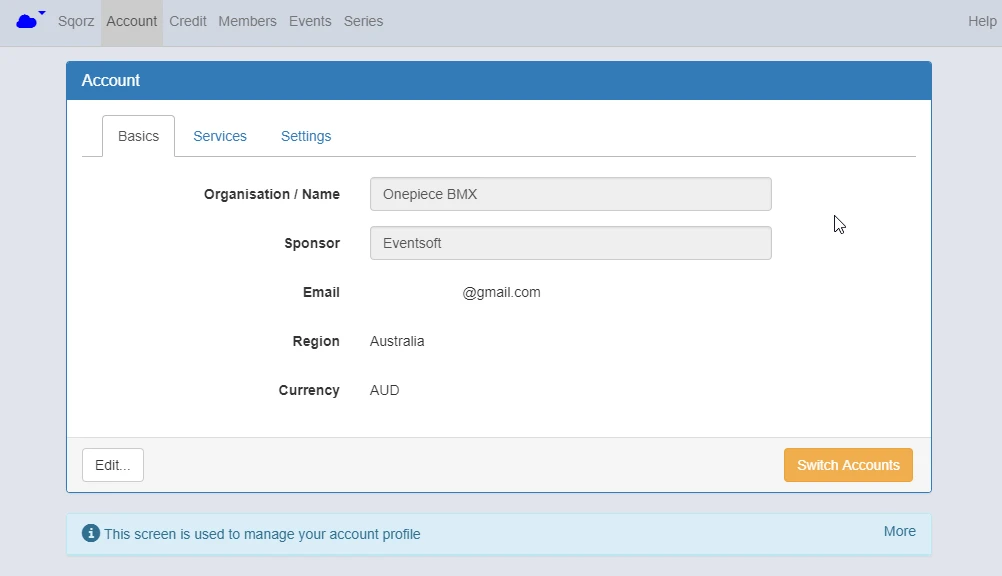 Sqorz Account Credit Members Events Series Help
Account
Basics Services Settings
Organisation / Name Onepiece BMX
Sponsor Eventsoft
Email @gmail.com
Region Australia
Currency AUD
Edit... Switch Accounts
This screen is used to manage your account profile More